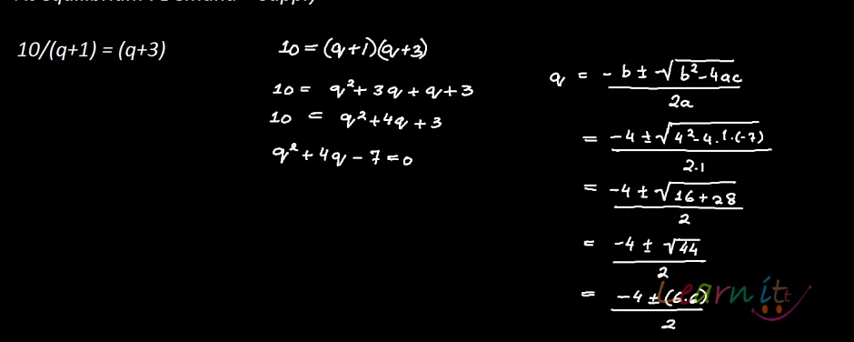 10/(q+1) = (q+3)
10 = (q+1)(q+3)
10 = q²+3q+q+3
10 = q²+4q+3
q²+4q-7=0
q = -b ± √b²-4ac
2a
= -4 ± √4²-4.1.(-7)
2.1
= -4 ± √16+28
2
= -4 ± √44
2
= -4 ± (6.6)
2
Learnitt